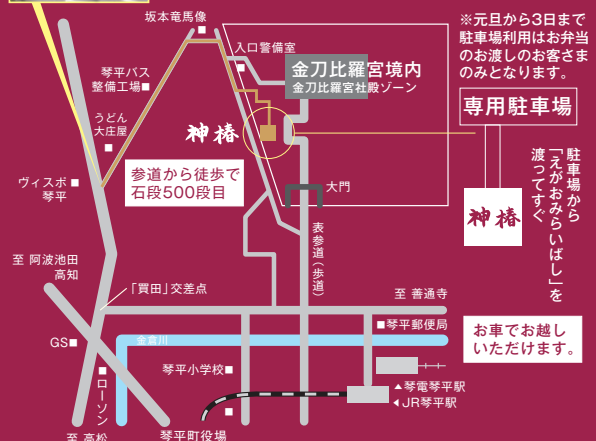 坂本竜馬像
入口警備室
琴平バス
整備工場
うどん
大庄屋
金刀比羅宮境内
金刀比羅宮社殿ゾーン
神椿
参道から徒歩で
石段500段目
ヴィスポ
琴平
大門
表参道（歩道）
至 阿波池田
高知
「買田」交差点
至 善通寺
琴平郵便局
金倉川
GS
ローソン
琴平小学校
琴電琴平駅
JR琴平駅
至 高松
琴平町役場
※元旦から3日まで
駐車場利用はお弁当
のお渡しのお客さま
のみとなります。
専用駐車場
駐車場から
「えがおみらいばし」を
渡ってすぐ
神椿
お車でお越し
いただけます。